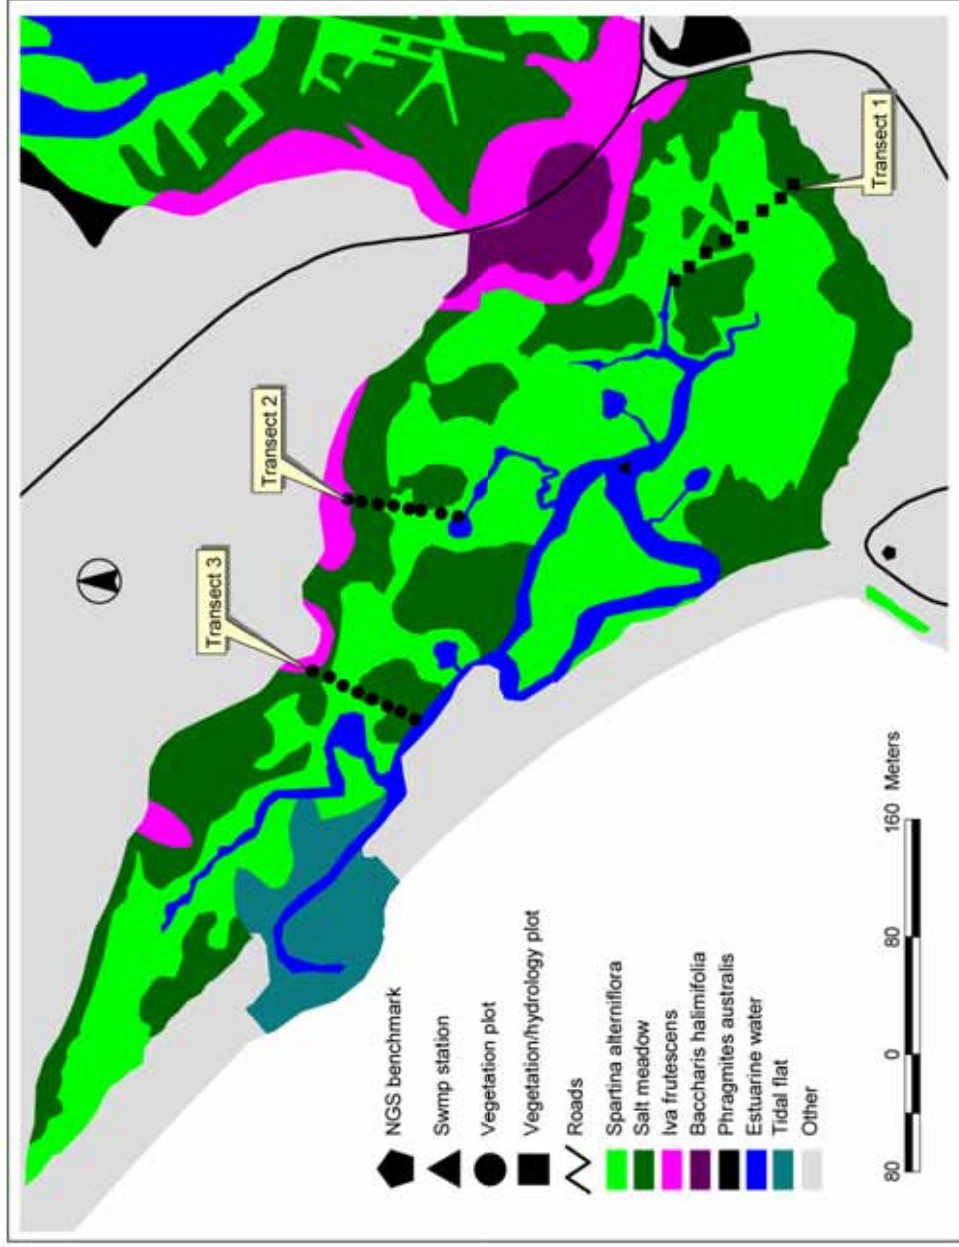 Transect 1
Transect 2
Transect 3
NGS benchmark
Swmp station
Vegetation plot
Vegetation/hydrology plot
Roads
Spartina alterniflora
Salt meadow
Iva frutescens
Baccharis halimifolia
Phragmites australis
Estuarine water
Tidal flat
Other
80 0 80 160 Meters